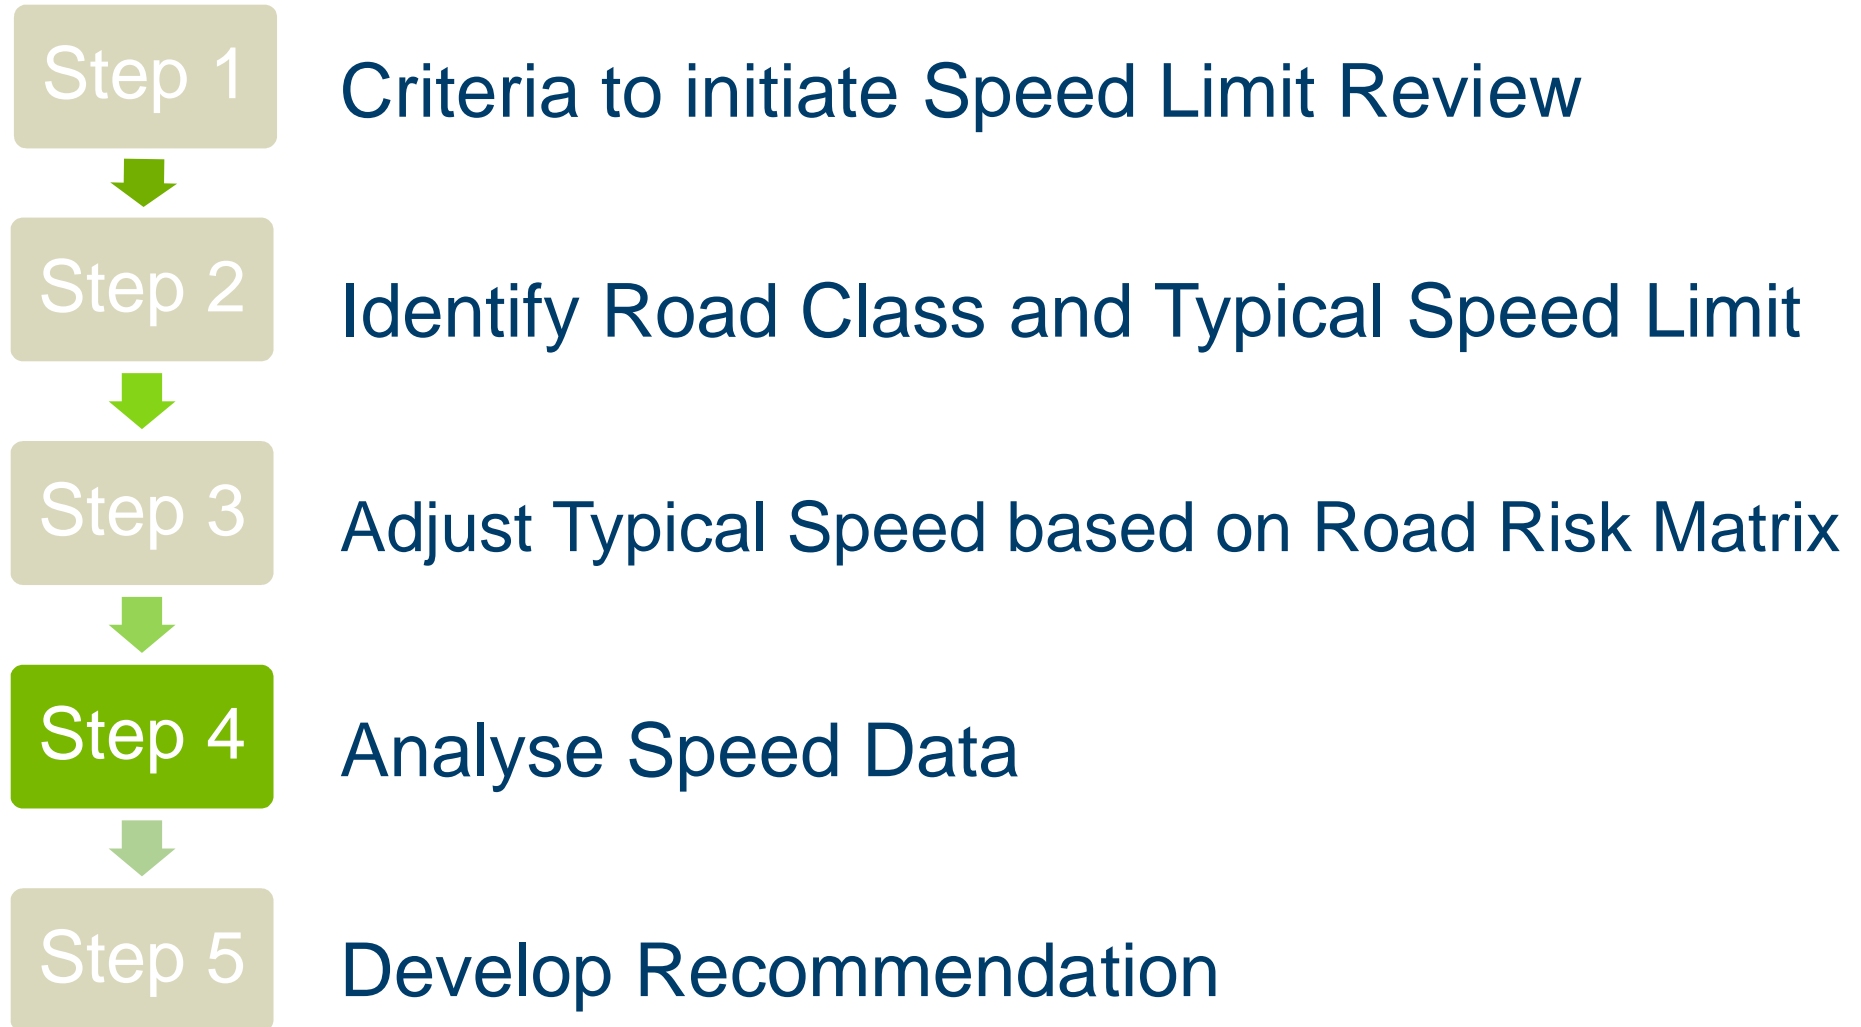 Step 1
Criteria to initiate Speed Limit Review
Step 2
Identify Road Class and Typical Speed Limit
Step 3
Adjust Typical Speed based on Road Risk Matrix
Step 4
Analyse Speed Data
Step 5
Develop Recommendation